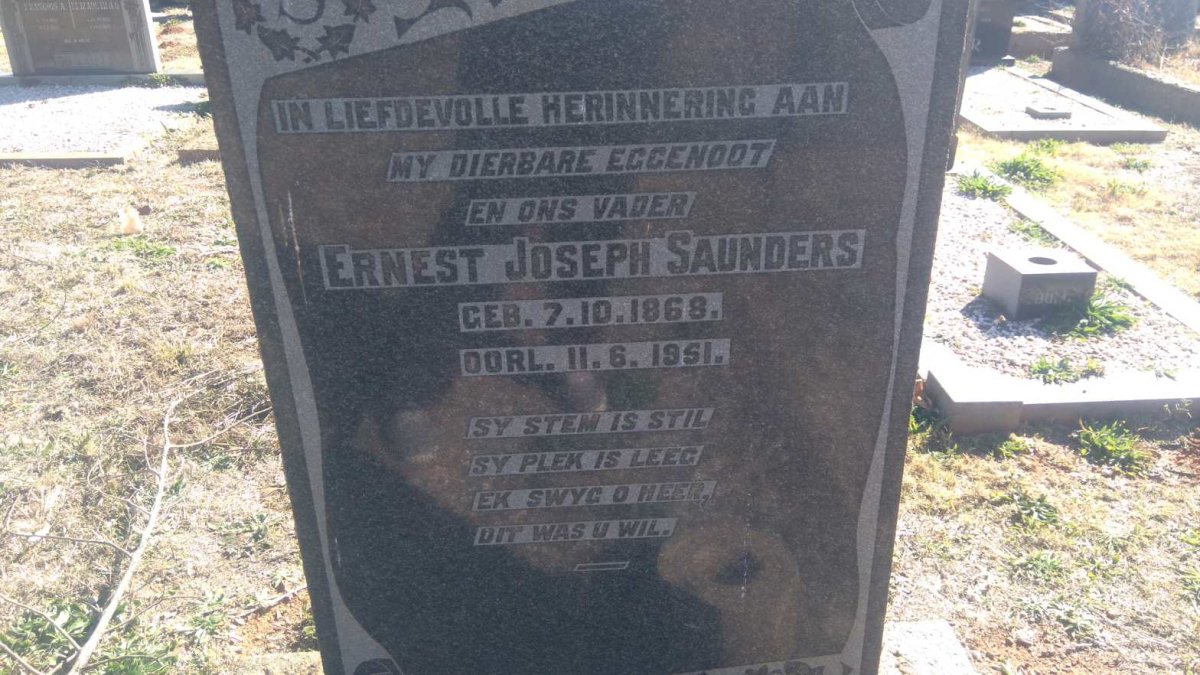 IN LIEFDEVOLLE HERINNERING AAN
MY DIERBARE EGGENOOT
EN ONS VADER
ERNEST JOSEPH SAUNDERS
GEB. 7.10.1868.
OORL. 11.6.1951.
SY STEM IS STIL
SY PLEK IS LEEG
EK SWYG O HEER,
DIT WAS U WIL.